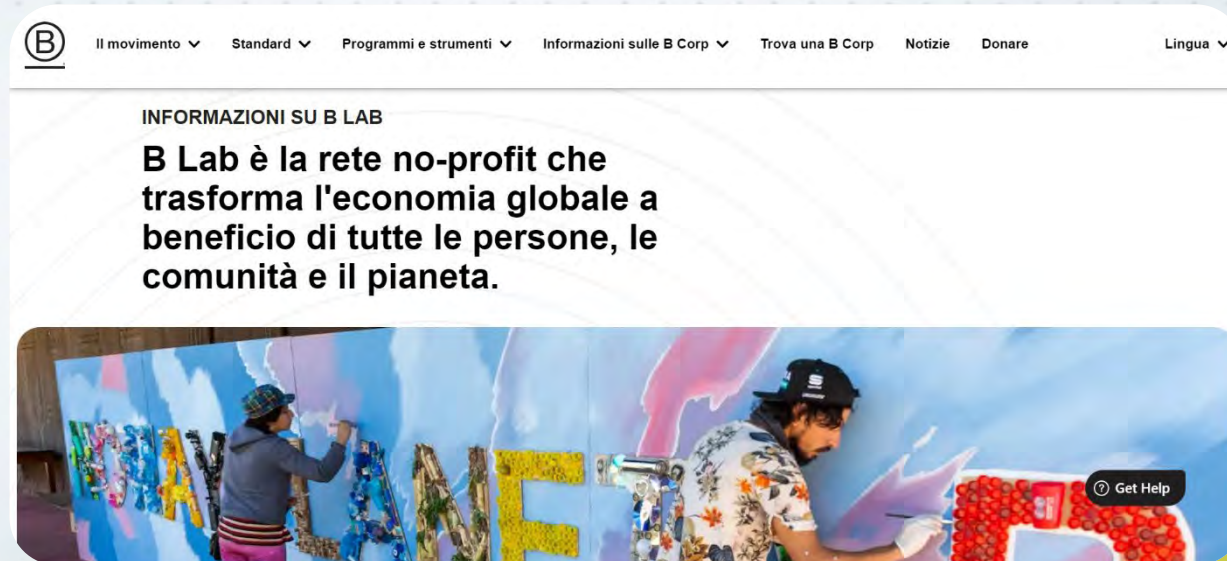 B
Il movimento
Standard
Programmi e strumenti
Informazioni sulle B Corp
Trova una B Corp
Notizie
Donare
Lingua
INFORMAZIONI SU B LAB
B Lab è la rete no-profit che
trasforma l'economia globale a
beneficio di tutte le persone, le
comunità e il pianeta.
PLANET
? Get Help